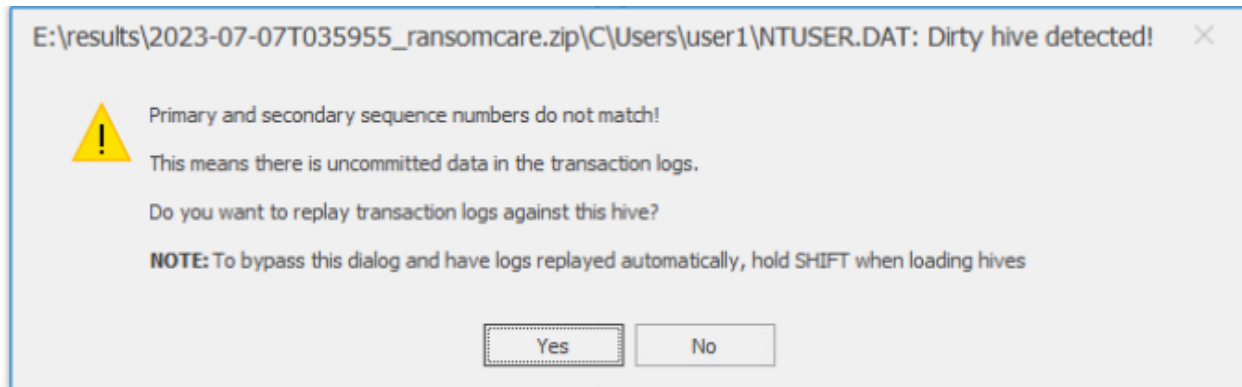 E:\results\2023-07-07T035955_ransomcare.zip\C\Users\user1\NTUSER.DAT: Dirty hive detected!
Primary and secondary sequence numbers do not match!
This means there is uncommitted data in the transaction logs.
Do you want to replay transaction logs against this hive?
NOTE: To bypass this dialog and have logs replayed automatically, hold SHIFT when loading hives
Yes
No